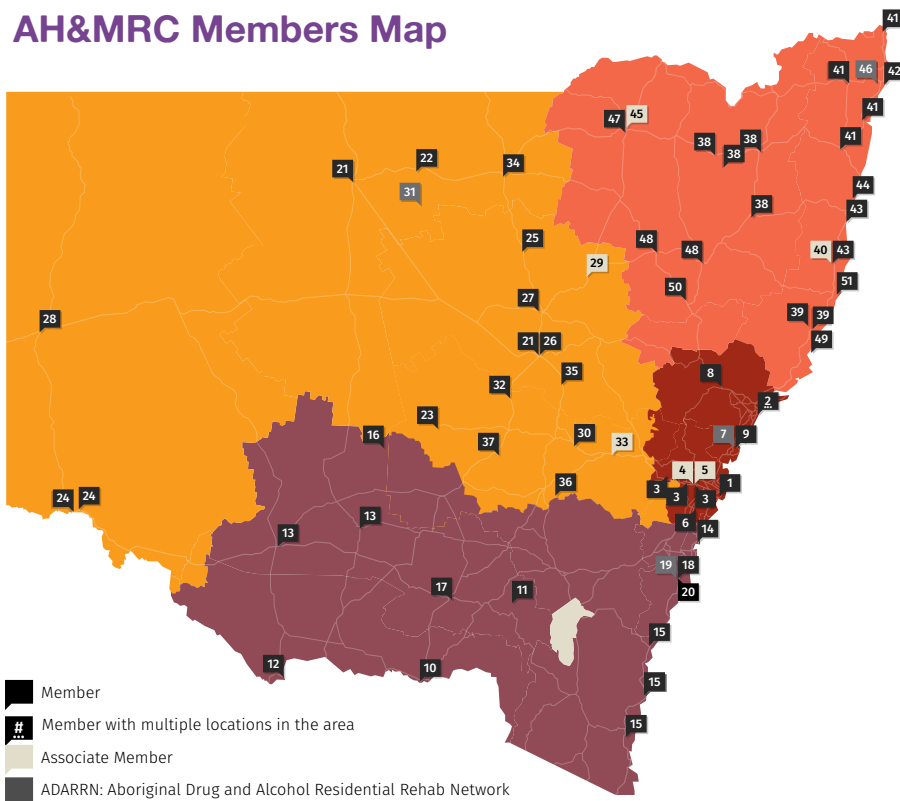 AH&MRC Members Map
41
41 46 42
41
47 45
38 38 38 41
22 34
21
31
44
38 43
25 48 48 40 43
29
50 51
27
28 39 39
21 26 49
35 8
32
2
...
23
16 37 30 33 7 9
4 5
36 3 3 3 1
24 24
13 13
6 14
19 18
17 11 20
15
12 10
15
15
Member
#
...
Member with multiple locations in the area
Associate Member
ADARRN: Aboriginal Drug and Alcohol Residential Rehab Network